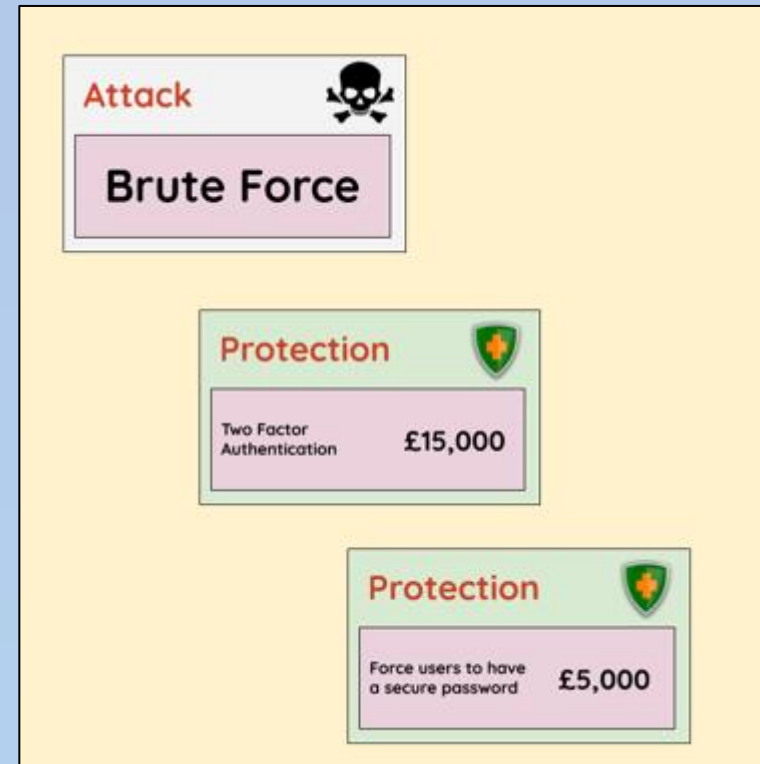 Attack
Brute Force
Protection
Two Factor
Authentication
£15,000
Protection
Force users to have
a secure password
£5,000